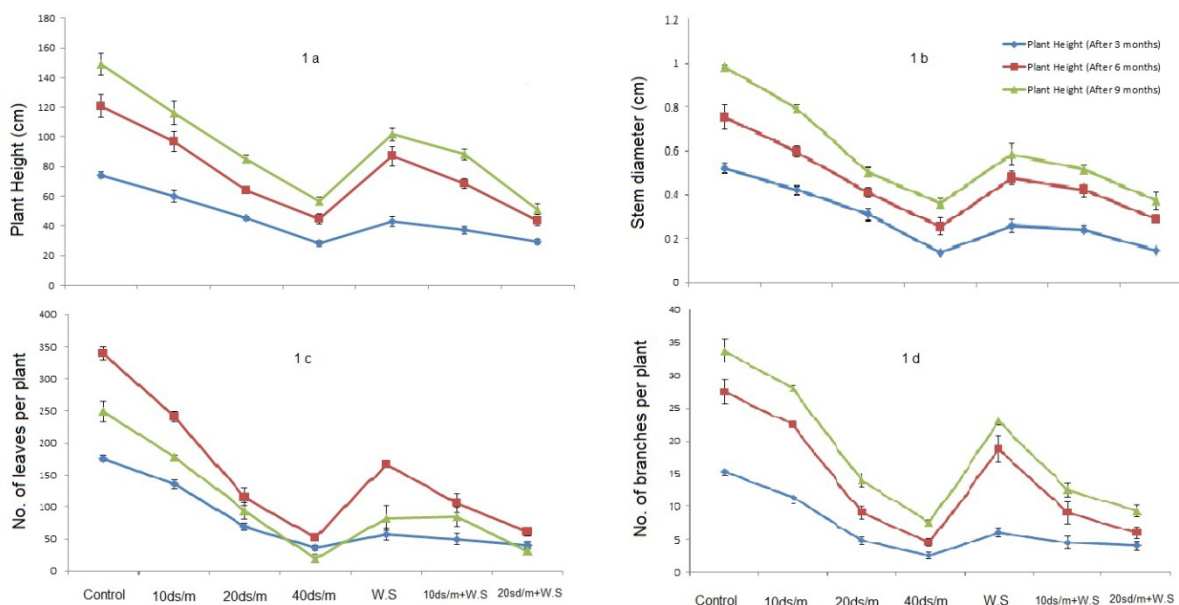 180
160
140
120
100
80
60
40
20
0
Plant Height (cm)
1 a
1.2
1
0.8
0.6
0.4
0.2
0
Stem diameter (cm)
1 b
Plant Height (After 3 months)
Plant Height (After 6 months)
Plant Height (After 9 months)
400
350
300
250
200
150
100
50
0
No. of leaves per plant
1 c
Control 10ds/m 20ds/m 40ds/m W.S 10ds/m+W.S 20sd/m+W.S
40
35
30
25
20
15
10
5
0
No. of branches per plant
1 d
Control 10ds/m 20ds/m 40ds/m W.S 10ds/m+W.S 20sd/m+W.S